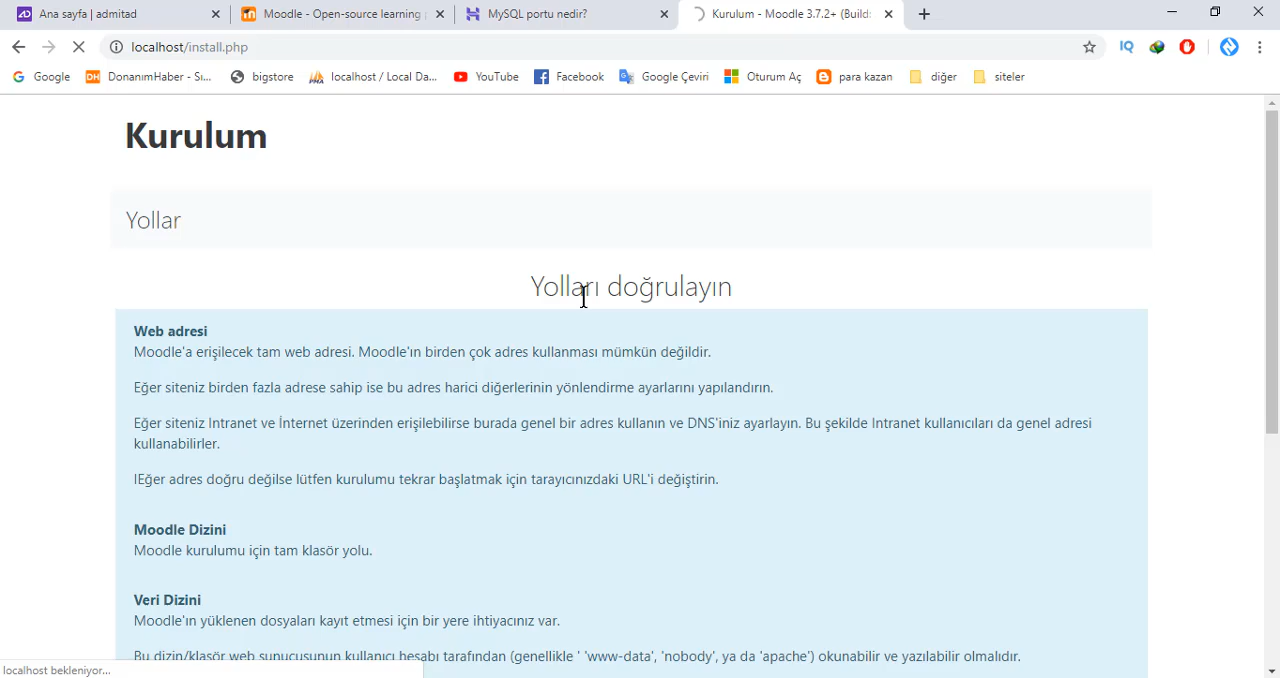 Ana sayfa | admitad
Moodle - Open-source learning
MySQL portu nedir?
Kurulum - Moodle 3.7.2+ (Build:
localhost/install.php
Google
DonanımHaber - Si...
bigstore
localhost / Local Da...
YouTube
Facebook
Google Çeviri
Oturum Aç
para kazan
diğer
siteler
Kurulum
Yollar
Yolları doğrulayın
Web adresi
Moodle'a erişilecek tam web adresi. Moodle'ın birden çok adres kullanması mümkün değildir.
Eğer siteniz birden fazla adrese sahip ise bu adres harici diğerlerinin yönlendirme ayarlarını yapılandırın.
Eğer siteniz Intranet ve İnternet üzerinden erişilebilirse burada genel bir adres kullanın ve DNS'iniz ayarlayın. Bu şekilde Intranet kullanıcıları da genel adresi
kullanabilirler.
IEğer adres doğru değilse lütfen kurulumu tekrar başlatmak için tarayıcınızdaki URL'i değiştirin.
Moodle Dizini
Moodle kurulumu için tam klasör yolu.
Veri Dizini
Moodle'ın yüklenen dosyaları kayıt etmesi için bir yere ihtiyacınız var.
Bu dizin/klasör web sunucusunun kullanıcı hesabı tarafından (genellikle ' 'www-data', 'nobody', ya da 'apache') okunabilir ve yazılabilir olmalıdır.
localhost bekleniyor...